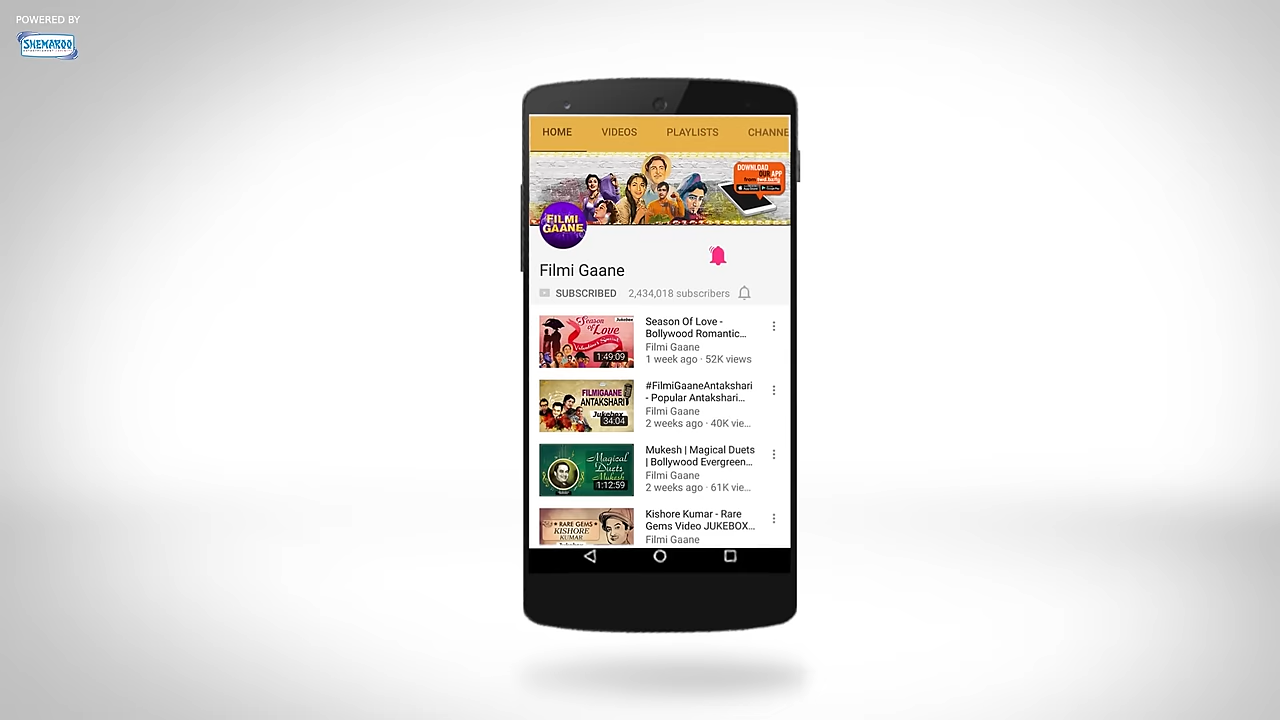 POWERED BY
SHEMAROO
HOME VIDEOS PLAYLISTS CHANNE
DOWNLOAD
OUR APP
FILMI
GAANE
Filmi Gaane
SUBSCRIBED 2,434,018 subscribers
Season
of Love
Valentine's Special
Jukebox
1:49:09
Season Of Love -
Bollywood Romantic...
Filmi Gaane
1 week ago · 52K views
FILMIGAANE
ANTAKSHARI
Jukebox
34:04
#FilmiGaaneAntakshari
- Popular Antakshari...
Filmi Gaane
2 weeks ago · 40K vie...
Magical
Duets
Mukesh
1:12:59
Mukesh | Magical Duets
| Bollywood Evergreen...
Filmi Gaane
2 weeks ago · 61K vie...
RARE GEMS
KISHORE
KUMAR
Kishore Kumar - Rare
Gems Video JUKEBOX...
Filmi Gaane